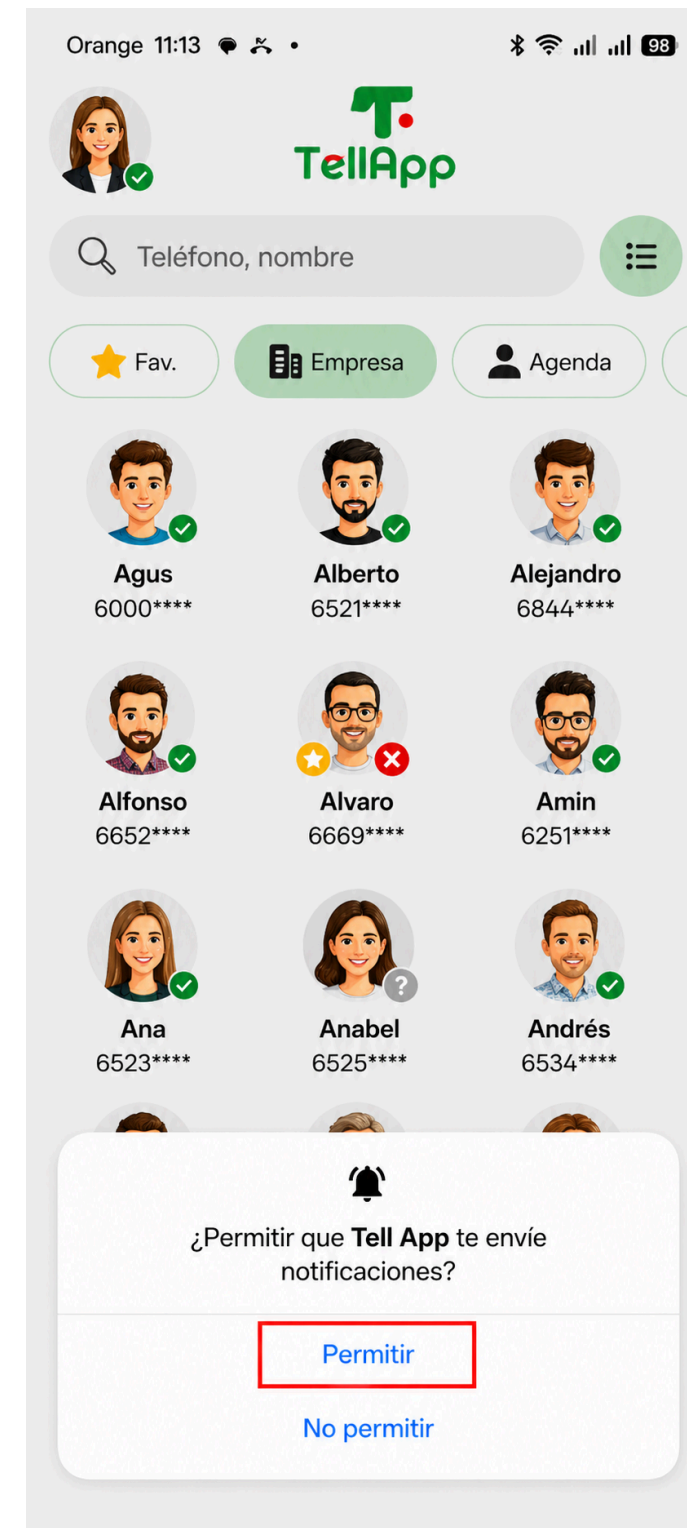 Orange 11:13
98
TellApp
Teléfono, nombre
Fav.
Empresa
Agenda
Agus
Alberto
Alejandro
6000****
6521****
6844****
Alfonso
Alvaro
Amin
6652****
6669****
6251****
?
Ana
Anabel
Andrés
6523****
6525****
6534****
¿Permitir que Tell App te envíe
notificaciones?
Permitir
No permitir